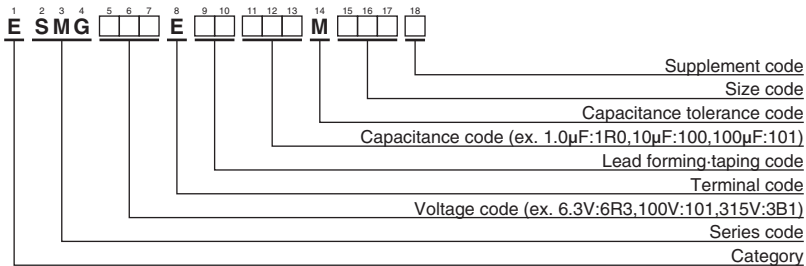 1 2 3 4 5 6 7 8 9 10 11 12 13 14 15 16 17 18
E SMG E M
Supplement code
Size code
Capacitance tolerance code
Capacitance code (ex. 1.0µF:1R0,10µF:100,100µF:101)
Lead forming·taping code
Terminal code
Voltage code (ex. 6.3V:6R3,100V:101,315V:3B1)
Series code
Category